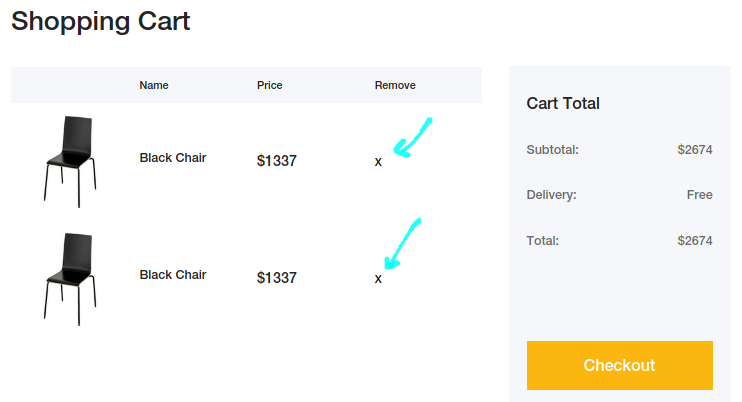 Shopping Cart
Name Price Remove
Black Chair $1337 x
Black Chair $1337 x
Cart Total
Subtotal: $2674
Delivery: Free
Total: $2674
Checkout